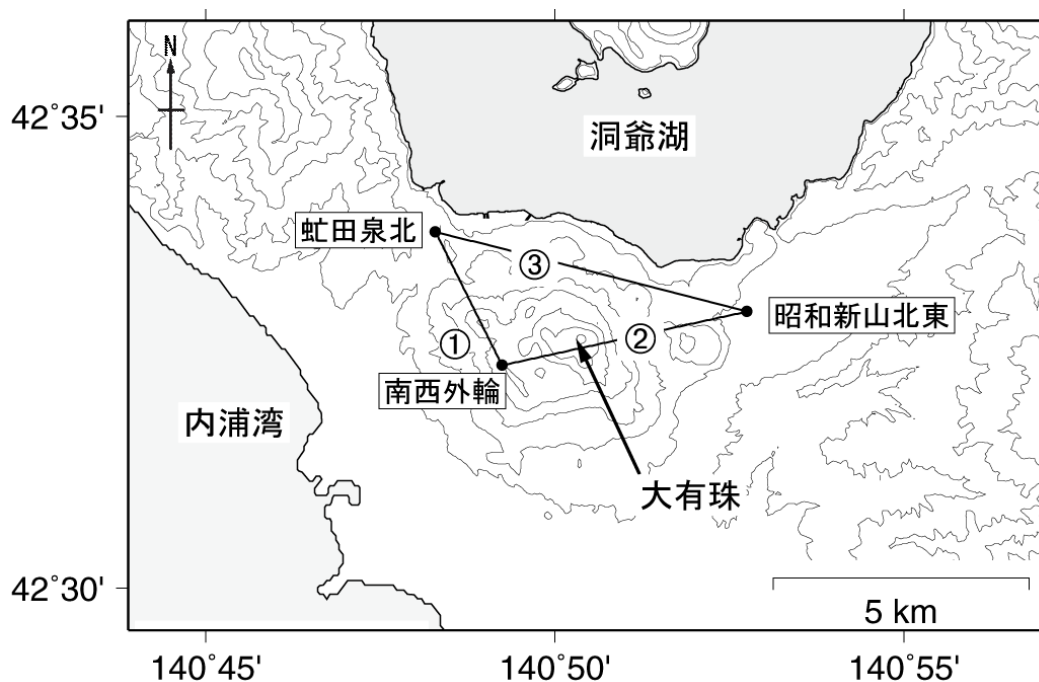 N
42˚35'
洞爺湖
虻田泉北
③
昭和新山北東
①
②
南西外輪
内浦湾
大有珠
42˚30'
5 km
140˚45'
140˚50'
140˚55'